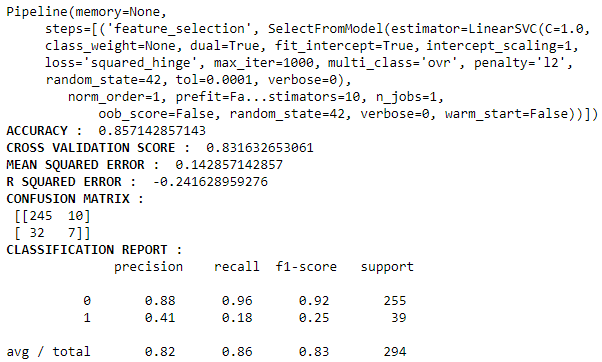 Pipeline(memory=None,
steps=[('feature_selection', SelectFromModel(estimator=LinearSVC(C=1.0,
class_weight=None, dual=True, fit_intercept=True, intercept_scaling=1,
loss='squared_hinge', max_iter=1000, multi_class='ovr', penalty='l2',
random_state=42, tol=0.0001, verbose=0),
norm_order=1, prefit=Fa...stimators=10, n_jobs=1,
oob_score=False, random_state=42, verbose=0, warm_start=False))])
ACCURACY :  0.857142857143
CROSS VALIDATION SCORE :  0.831632653061
MEAN SQUARED ERROR :  0.142857142857
R SQUARED ERROR :  -0.241628959276
CONFUSION MATRIX :
[[245  10]
[ 32   7]]
CLASSIFICATION REPORT :
precision    recall  f1-score   support
0       0.88      0.96      0.92       255
1       0.41      0.18      0.25        39
avg / total       0.82      0.86      0.83       294